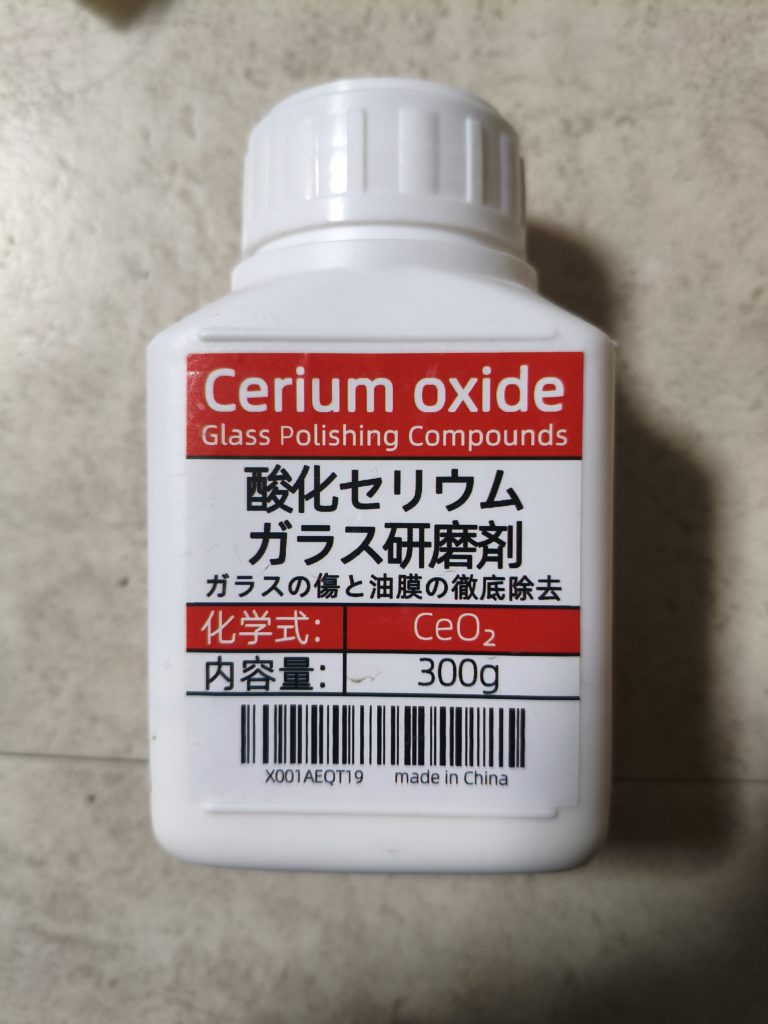 Cerium oxide
Glass Polishing Compounds
酸化セリウム
ガラス研磨剤
ガラスの傷と油膜の徹底除去
化学式: CeO₂
内容量: 300g
X001AEQT19 made in China